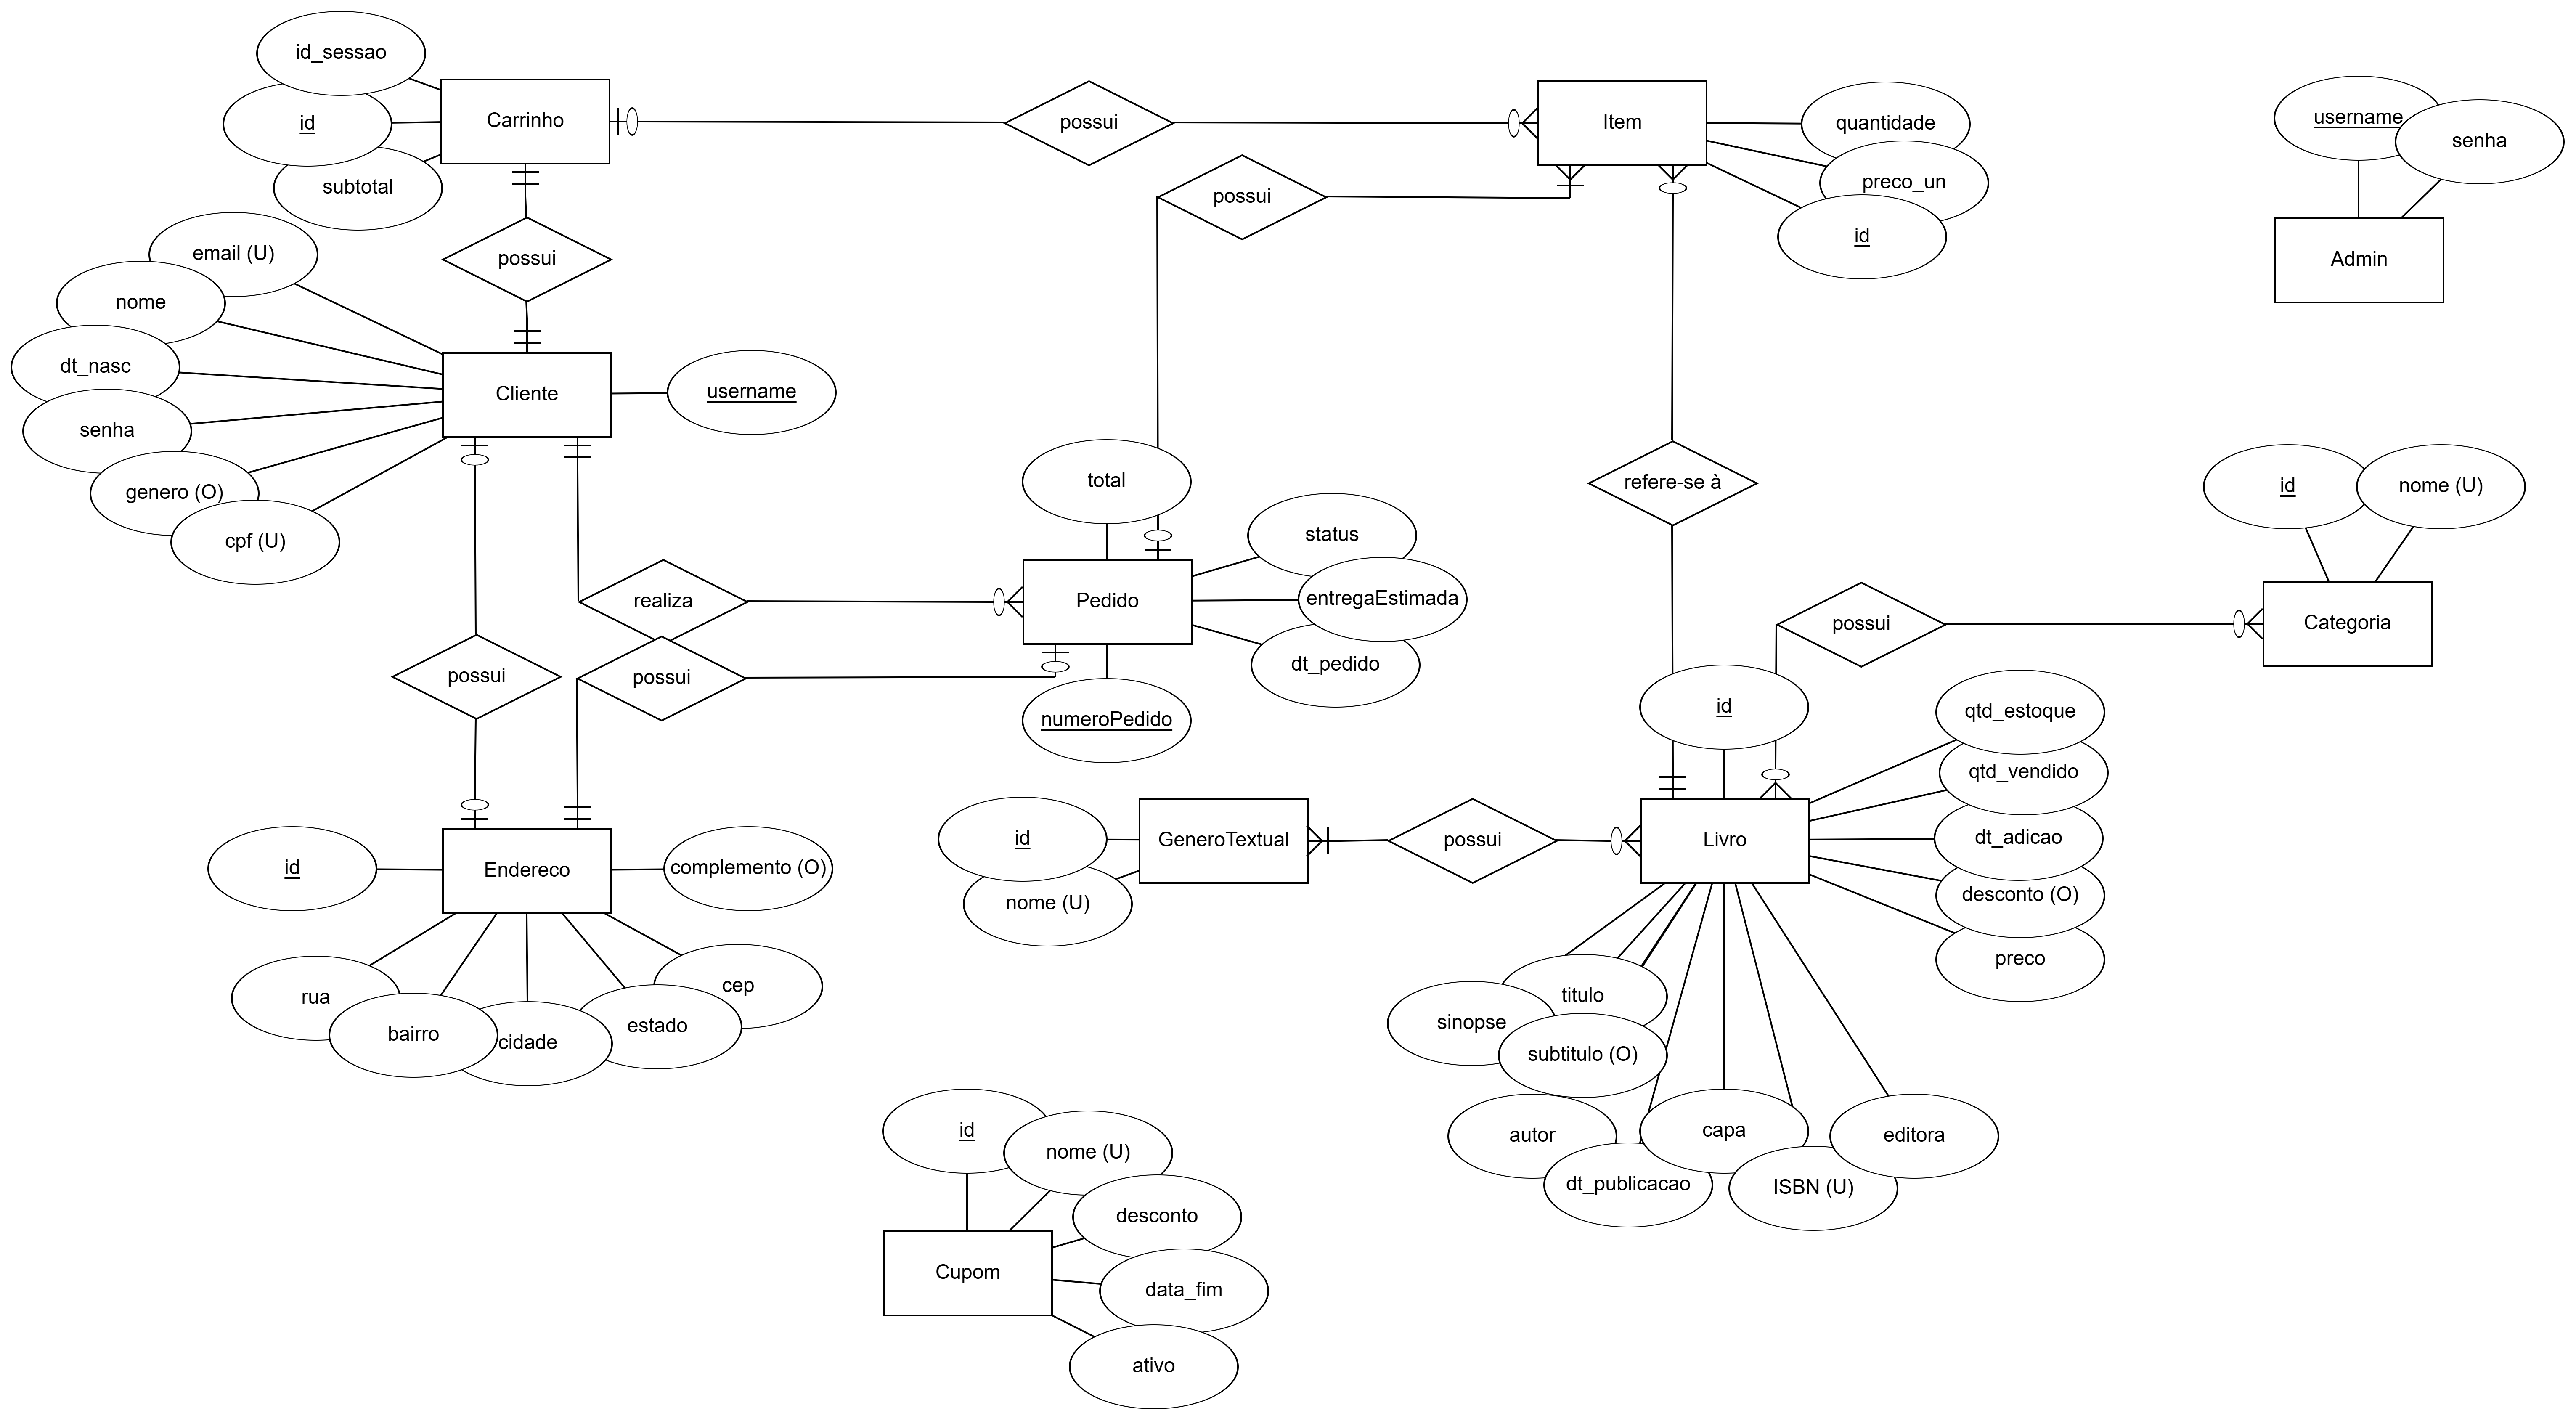 id_sessao
id
subtotal
Carrinho
possui
Item
quantidade
preco_un
id
username
senha
Admin
possui
possui
email (U)
nome
dt_nasc
senha
genero (O)
cpf (U)
Cliente
username
total
status
entregaEstimada
dt_pedido
realiza
Pedido
possui
possui
numeroPedido
refere-se à
id
nome (U)
possui
Categoria
id
qtd_estoque
qtd_vendido
dt_adicao
desconto (O)
preco
id
nome (U)
GeneroTextual
possui
Livro
id
Endereco
complemento (O)
rua
bairro
cidade
estado
cep
titulo
sinopse
subtitulo (O)
autor
dt_publicacao
capa
ISBN (U)
editora
id
nome (U)
desconto
Cupom
data_fim
ativo